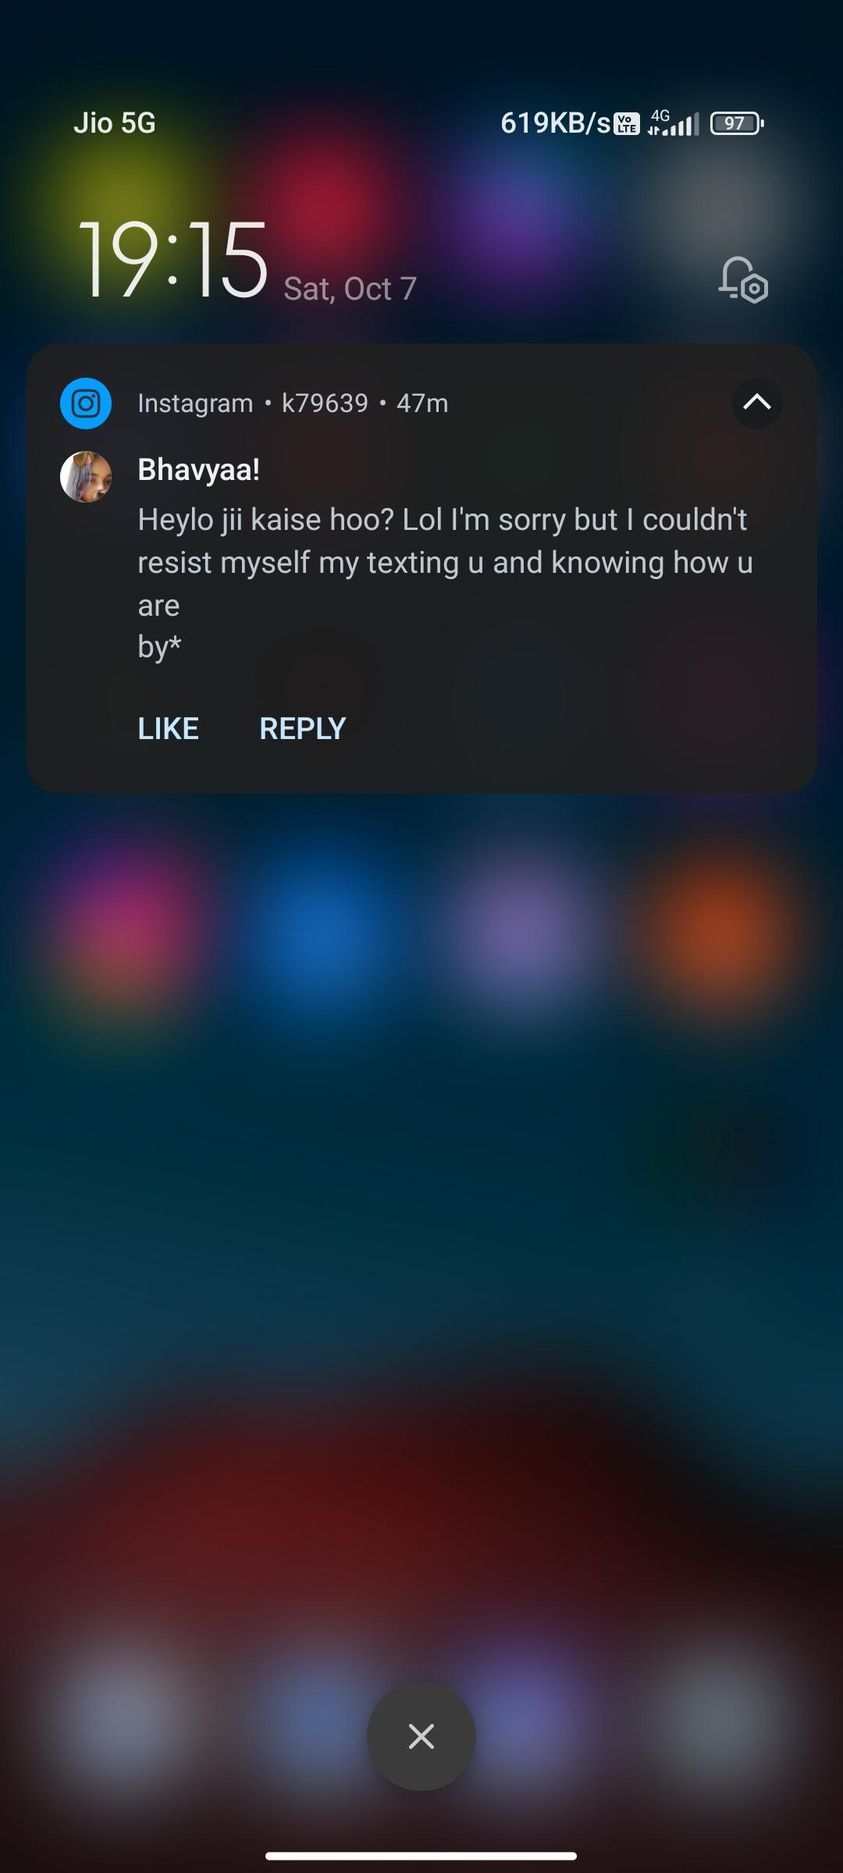 Jio 5G 619KB/s Vo LTE 4G 97
19:15 Sat, Oct 7
Instagram • k79639 • 47m
Bhavyaa!
Heylo jii kaise hoo? Lol I'm sorry but I couldn't
resist myself my texting u and knowing how u
are
by*
LIKE REPLY